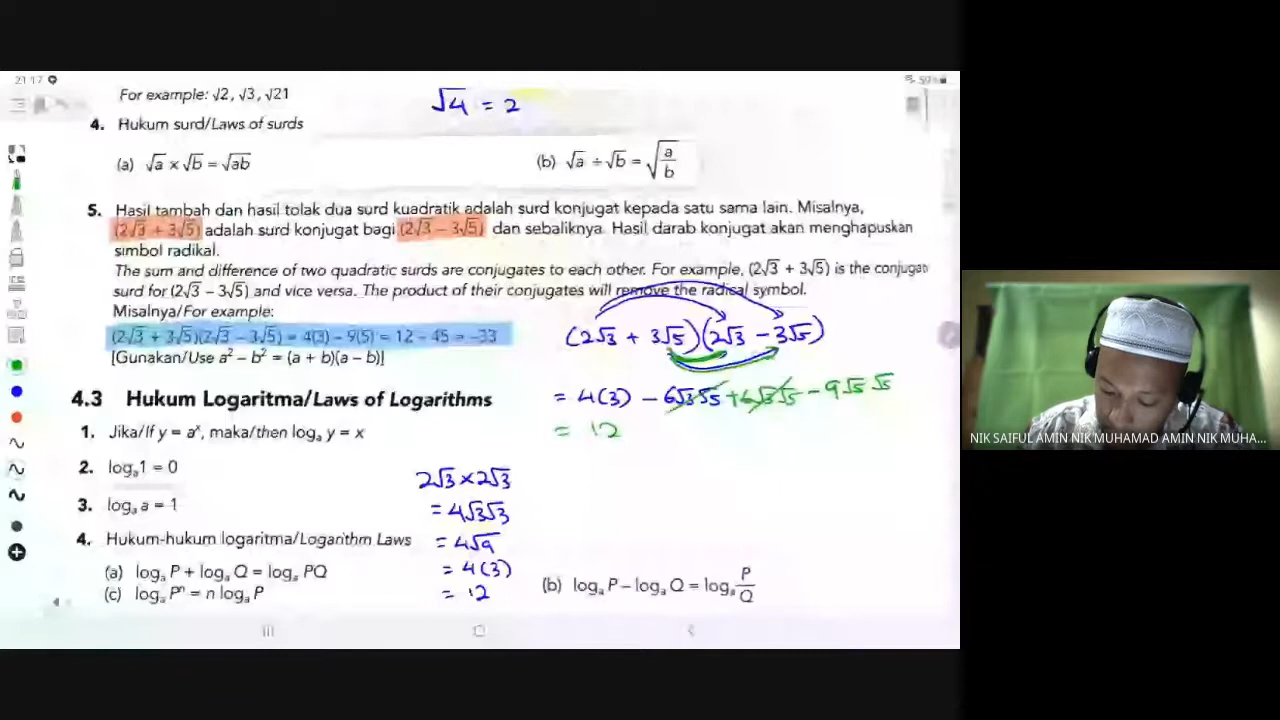 21:17
59%
For example: √2, √3, √21
√4 = 2
4. Hukum surd/Laws of surds
(a) √a × √b = √ab
(b) √a ÷ √b = √(a/b)
5. Hasil tambah dan hasil tolak dua surd kuadratik adalah surd konjugat kepada satu sama lain. Misalnya,
(2√3 + 3√5) adalah surd konjugat bagi (2√3 − 3√5) dan sebaliknya. Hasil darab konjugat akan menghapuskan
simbol radikal.
The sum and difference of two quadratic surds are conjugates to each other. For example, (2√3 + 3√5) is the conjugate
surd for (2√3 − 3√5) and vice versa. The product of their conjugates will remove the radical symbol.
Misalnya/For example:
(2√3 + 3√5)(2√3 − 3√5) = 4(3) − 9(5) = 12 − 45 = −33
[Gunakan/Use a² − b² = (a + b)(a − b)]
(2√3 + 3√5)(2√3 − 3√5)
= 4(3) − 6√3√5 + 6√3√5 − 9√5√5
= 12
4.3 Hukum Logaritma/Laws of Logarithms
1. Jika/If y = aˣ, maka/then logₐ y = x
2. logₐ 1 = 0
3. logₐ a = 1
2√3 × 2√3
= 4√3√3
= 4√9
= 4(3)
= 12
4. Hukum-hukum logaritma/Logarithm Laws
(a) logₐ P + logₐ Q = logₐ PQ
(b) logₐ P − logₐ Q = logₐ P/Q
(c) logₐ Pⁿ = n logₐ P
NIK SAIFUL AMIN NIK MUHAMAD AMIN NIK MUHA...